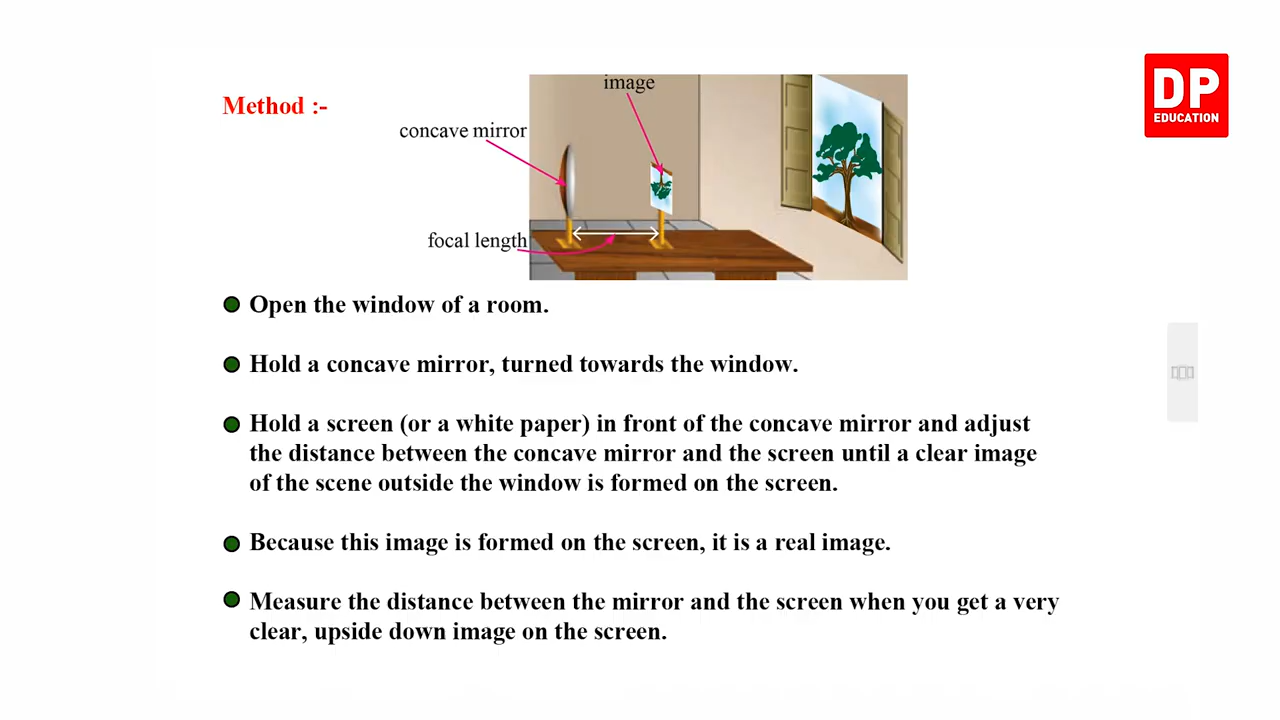 image
DP
EDUCATION
Method :-
concave mirror
focal length
Open the window of a room.
Hold a concave mirror, turned towards the window.
Hold a screen (or a white paper) in front of the concave mirror and adjust
the distance between the concave mirror and the screen until a clear image
of the scene outside the window is formed on the screen.
Because this image is formed on the screen, it is a real image.
Measure the distance between the mirror and the screen when you get a very
clear, upside down image on the screen.